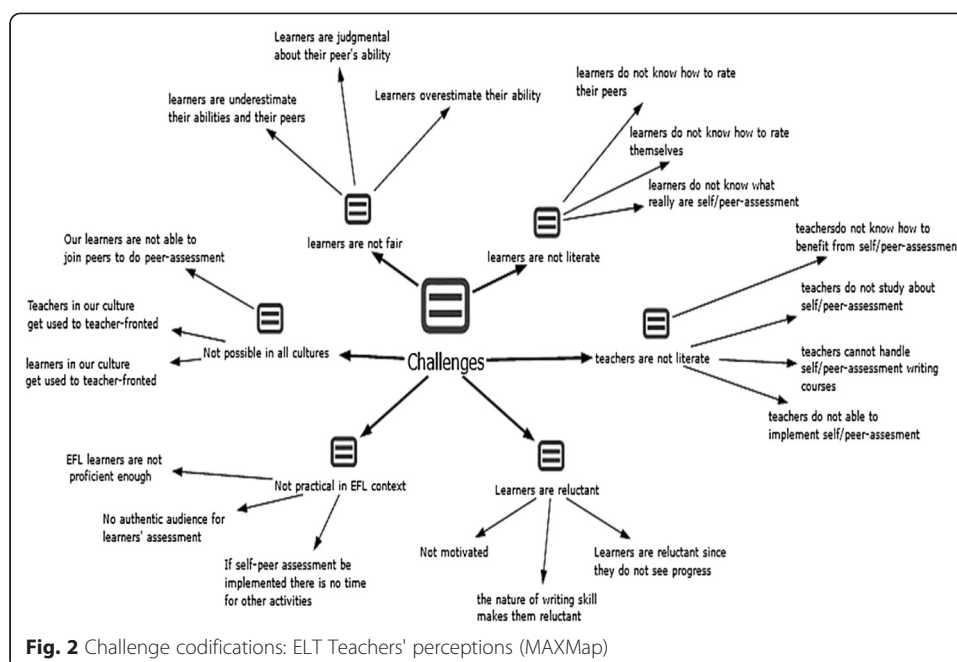 Learners are judgmental
about their peer's ability
learners are underestimate
their abilities and their peers
Learners overestimate their ability
learners are not fair
learners do not know how to rate
their peers
learners do not know how to rate
themselves
learners do not know what
really are self/peer-assessment
learners are not literate
Our learners are not able to
join peers to do peer-assessment
Teachers in our culture
get used to teacher-fronted
learners in our culture
get used to teacher-fronted
Not possible in all cultures
Challenges
teachersdo not know how to
benefit from self/peer-assessment
teachers do not study about
self/peer-assessment
teachers are not literate
teachers cannot handle
self/peer-assessment writing
courses
teachers do not able to
implement self/peer-assesment
EFL learners are not
proficient enough
Not practical in EFL context
No authentic audience for
learners' assessment
If self-peer assessment be
implemented there is no time
for other activities
Learners are reluctant
Not motivated
the nature of writing skill
makes them reluctant
Learners are reluctant since
they do not see progress
Fig. 2 Challenge codifications: ELT Teachers' perceptions (MAXMap)